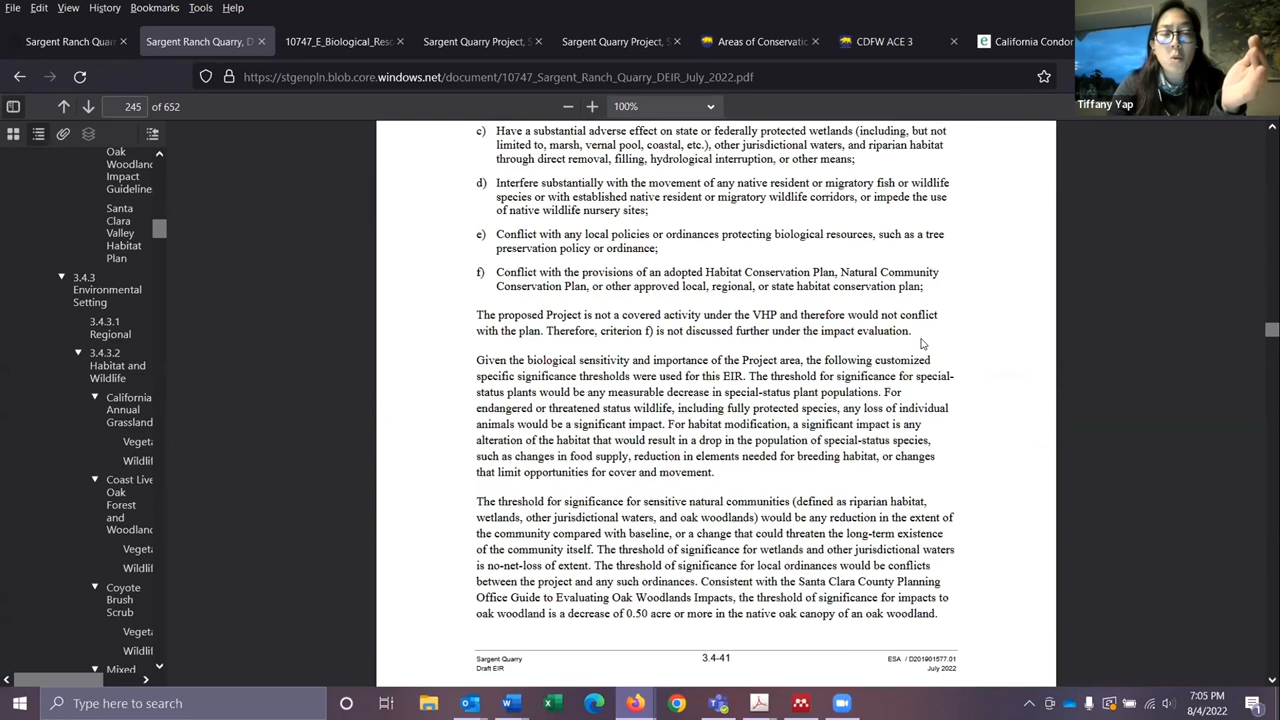 File Edit View History Bookmarks Tools Help
Sargent Ranch Quar
Sargent Ranch Quarry, D
10747_E_Biological_Res
Sargent Quarry Project, S
Sargent Quarry Project, S
Areas of Conservatio
CDFW ACE 3
California Condor
https://stgenpln.blob.core.windows.net/document/10747_Sargent_Ranch_Quarry_DEIR_July_2022.pdf
Tiffany Yap
245 of 652
100%
Oak
Woodland
Impact
Guideline
Santa
Clara
Valley
Habitat
Plan
3.4.3
Environmental
Setting
3.4.3.1
Regional
3.4.3.2
Habitat and
Wildlife
California
Annual
Grassland
Vegeta
Wildlif
Coast Live
Oak
Forest
and
Woodland
Vegeta
Wildlif
Coyote
Brush
Scrub
Vegeta
Wildlif
Mixed
c) Have a substantial adverse effect on state or federally protected wetlands (including, but not
limited to, marsh, vernal pool, coastal, etc.), other jurisdictional waters, and riparian habitat
through direct removal, filling, hydrological interruption, or other means;
d) Interfere substantially with the movement of any native resident or migratory fish or wildlife
species or with established native resident or migratory wildlife corridors, or impede the use
of native wildlife nursery sites;
e) Conflict with any local policies or ordinances protecting biological resources, such as a tree
preservation policy or ordinance;
f) Conflict with the provisions of an adopted Habitat Conservation Plan, Natural Community
Conservation Plan, or other approved local, regional, or state habitat conservation plan;
The proposed Project is not a covered activity under the VHP and therefore would not conflict
with the plan. Therefore, criterion f) is not discussed further under the impact evaluation.
Given the biological sensitivity and importance of the Project area, the following customized
specific significance thresholds were used for this EIR. The threshold for significance for special-
status plants would be any measurable decrease in special-status plant populations. For
endangered or threatened status wildlife, including fully protected species, any loss of individual
animals would be a significant impact. For habitat modification, a significant impact is any
alteration of the habitat that would result in a drop in the population of special-status species,
such as changes in food supply, reduction in elements needed for breeding habitat, or changes
that limit opportunities for cover and movement.
The threshold for significance for sensitive natural communities (defined as riparian habitat,
wetlands, other jurisdictional waters, and oak woodlands) would be any reduction in the extent of
the community compared with baseline, or a change that could threaten the long-term existence
of the community itself. The threshold of significance for wetlands and other jurisdictional waters
is no-net-loss of extent. The threshold of significance for local ordinances would be conflicts
between the project and any such ordinances. Consistent with the Santa Clara County Planning
Office Guide to Evaluating Oak Woodlands Impacts, the threshold of significance for impacts to
oak woodland is a decrease of 0.50 acre or more in the native oak canopy of an oak woodland.
Sargent Quarry 3.4-41 ESA / D201901577.01
Draft EIR July 2022
Type here to search
7:05 PM
8/4/2022